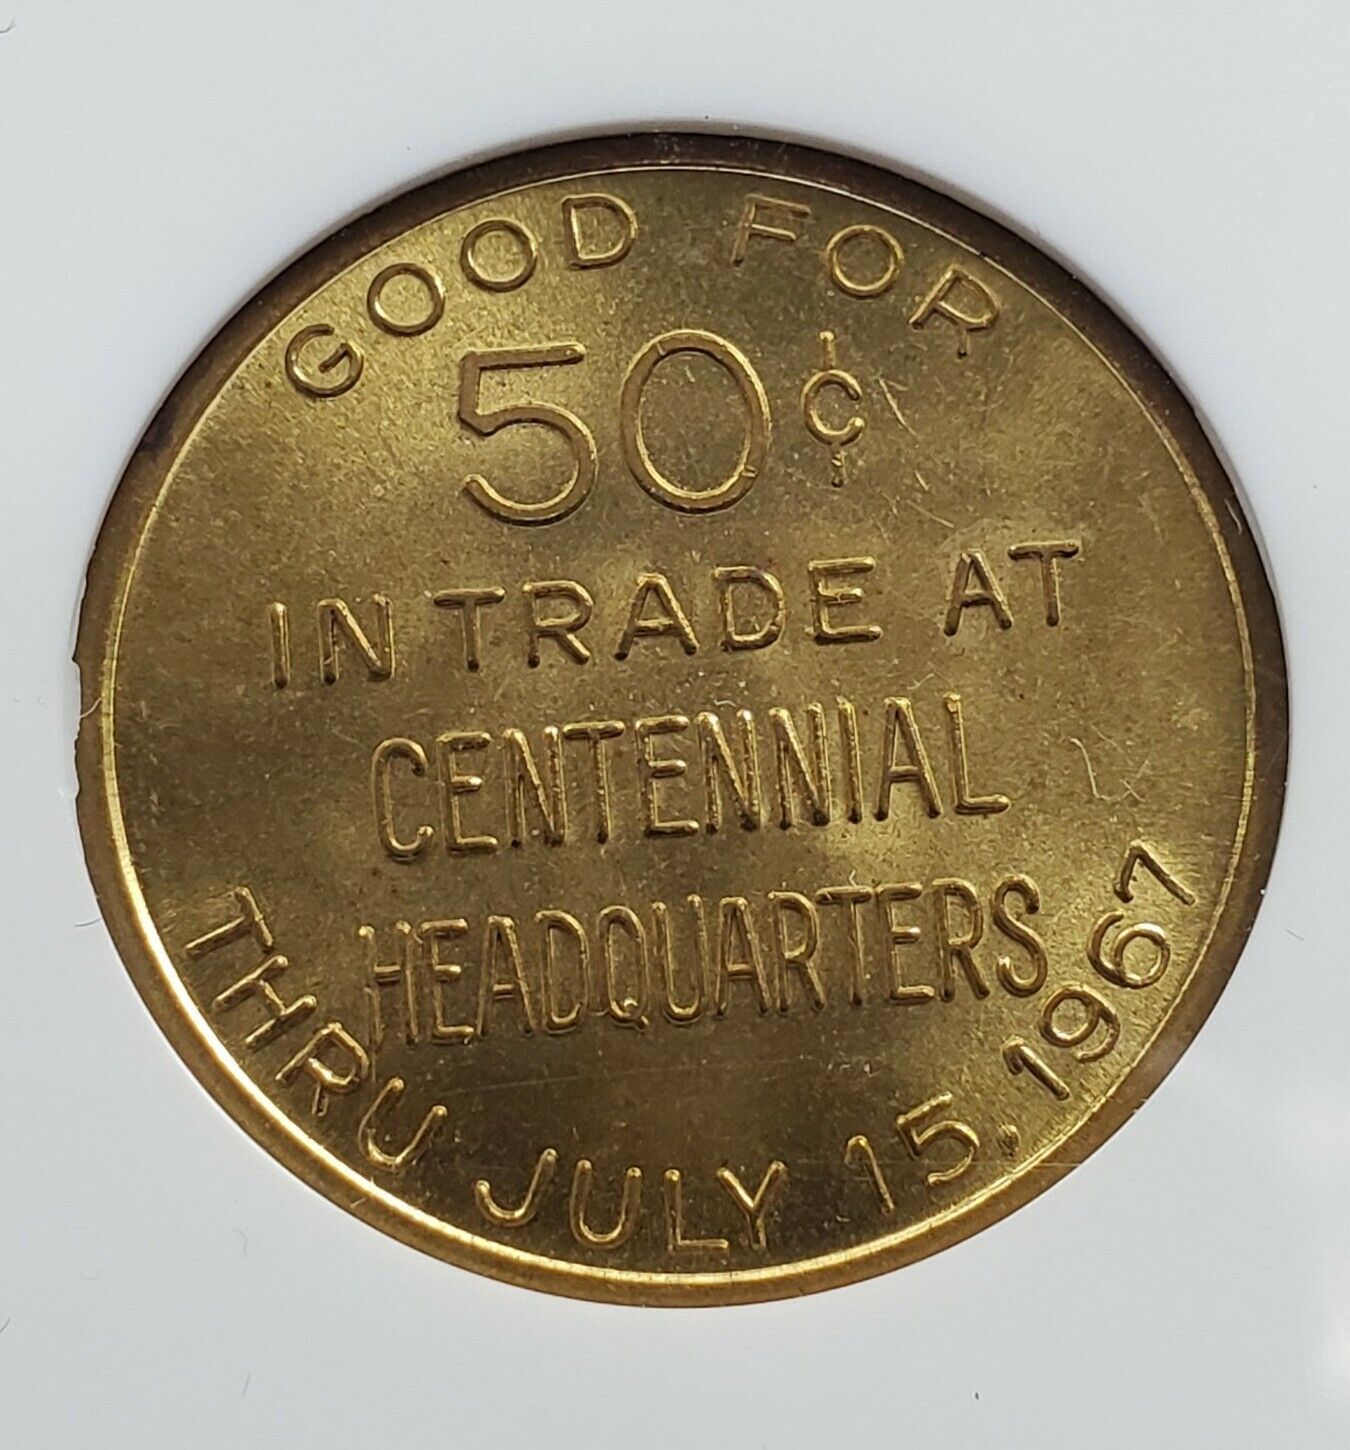 GOOD FOR
50¢
IN TRADE AT
CENTENNIAL
HEADQUARTERS
THRU JULY 15, 1967